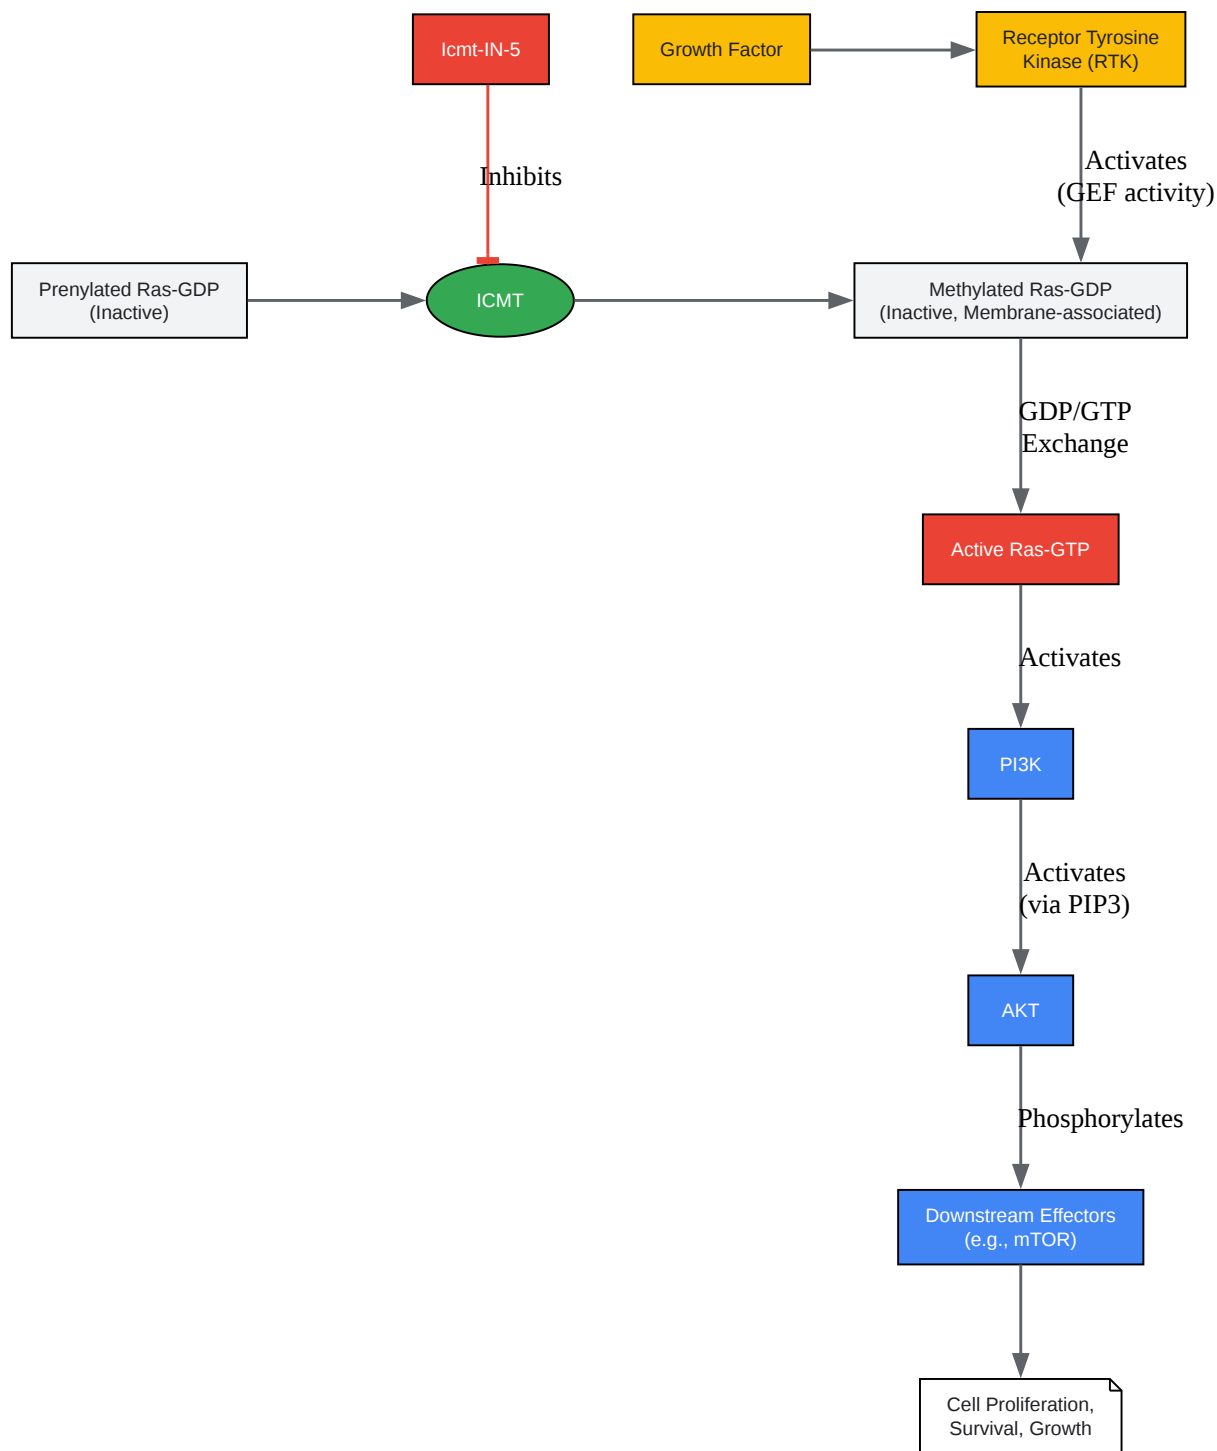 Icmt-IN-5
Growth Factor
Receptor Tyrosine
Kinase (RTK)
Inhibits
Activates
(GEF activity)
Prenylated Ras-GDP
(Inactive)
ICMT
Methylated Ras-GDP
(Inactive, Membrane-associated)
GDP/GTP
Exchange
Active Ras-GTP
Activates
PI3K
Activates
(via PIP3)
AKT
Phosphorylates
Downstream Effectors
(e.g., mTOR)
Cell Proliferation,
Survival, Growth